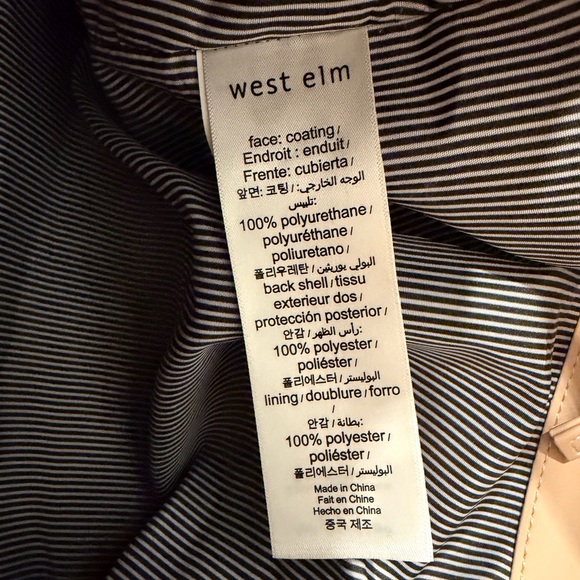 west elm
face: coating /
Endroit : enduit /
Frente: cubierta /
앞면: 코팅 / الوجه الخارجي:
تلبيس
100% polyurethane /
polyuréthane /
poliuretano /
폴리우레탄 / البولي يوريثين
back shell / tissu
exterieur dos /
protección posterior /
안감 / رأس الظهر:
100% polyester /
poliéster /
폴리에스터 / البوليستر
lining / doublure / forro
/
안감 / بطانة:
100% polyester /
poliéster /
폴리에스터 / البوليستر
Made in China
Fait en Chine
Hecho en China
중국 제조